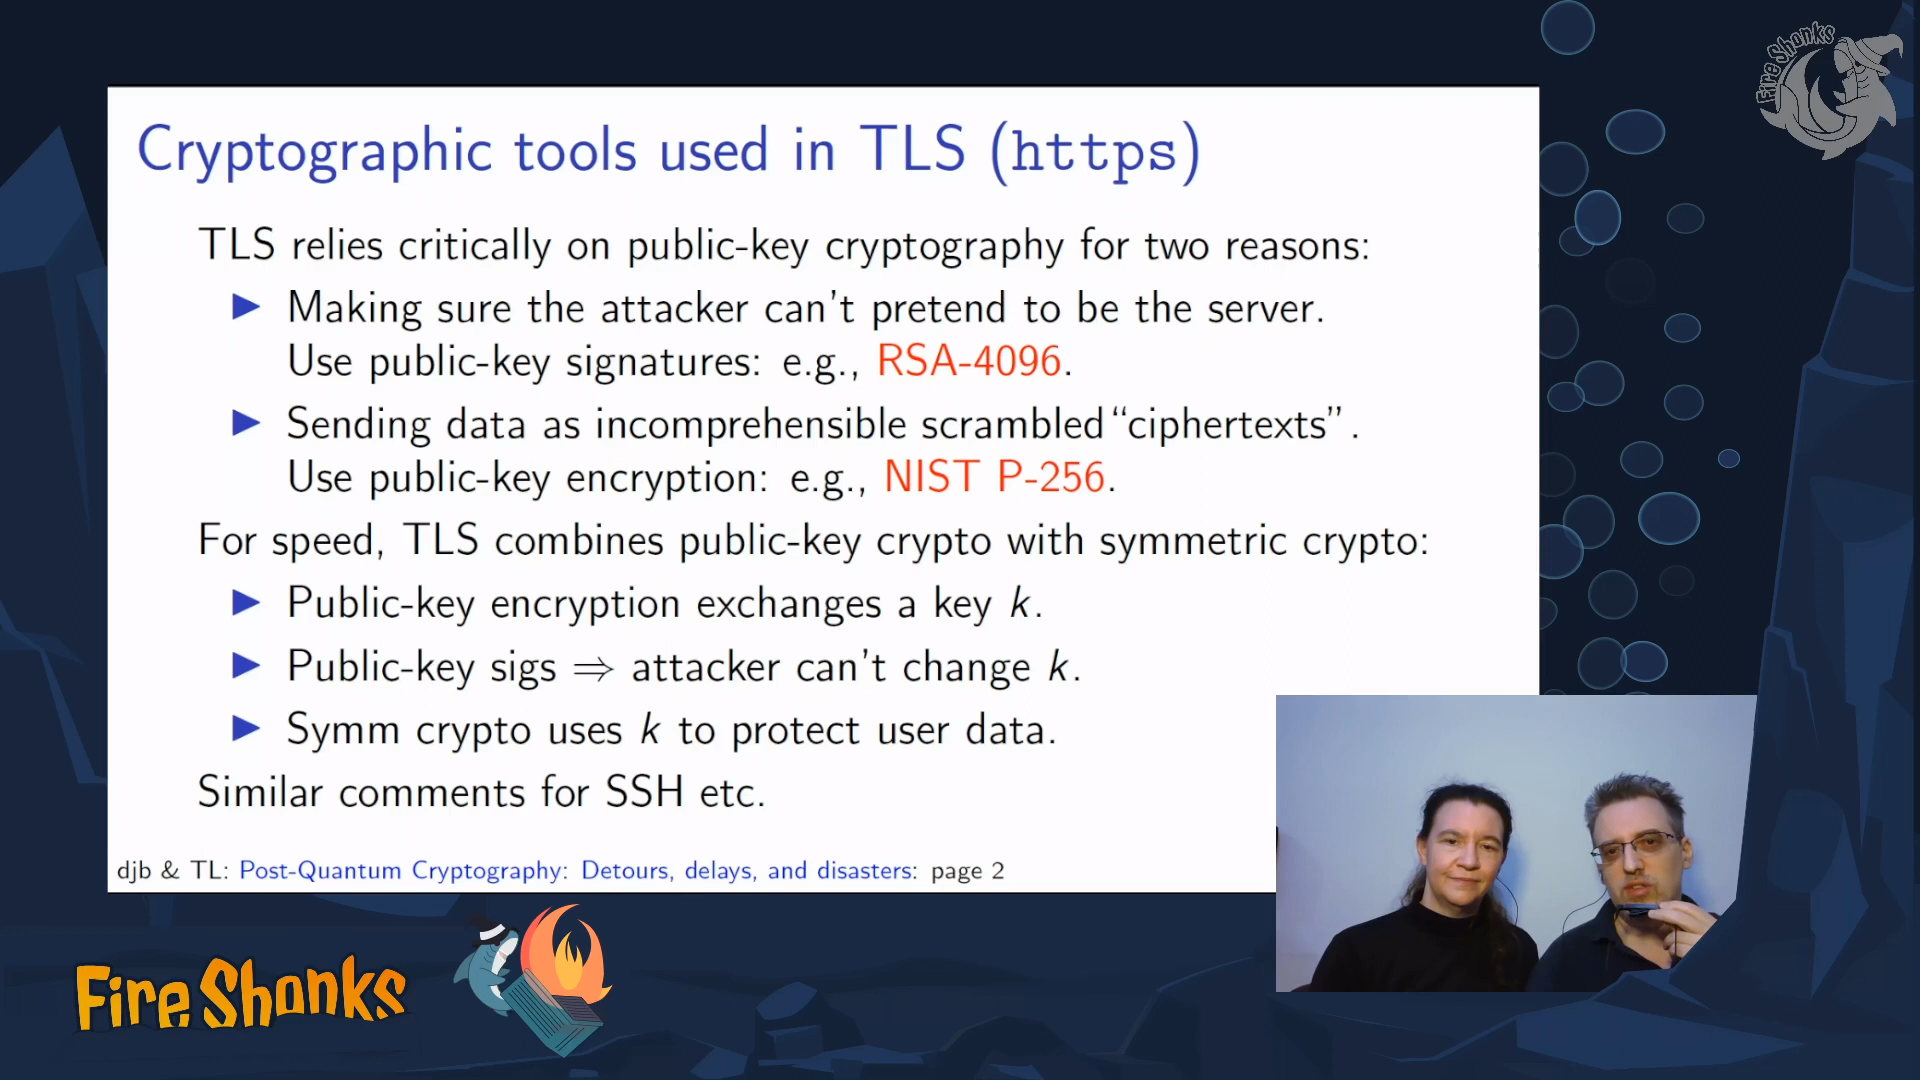 Fire Shonks
Cryptographic tools used in TLS (https)
TLS relies critically on public-key cryptography for two reasons:
▶ Making sure the attacker can't pretend to be the server.
Use public-key signatures: e.g., RSA-4096.
▶ Sending data as incomprehensible scrambled “ciphertexts”.
Use public-key encryption: e.g., NIST P-256.
For speed, TLS combines public-key crypto with symmetric crypto:
▶ Public-key encryption exchanges a key k.
▶ Public-key sigs ⇒ attacker can't change k.
▶ Symm crypto uses k to protect user data.
Similar comments for SSH etc.
djb & TL: Post-Quantum Cryptography: Detours, delays, and disasters: page 2
Fire Shonks